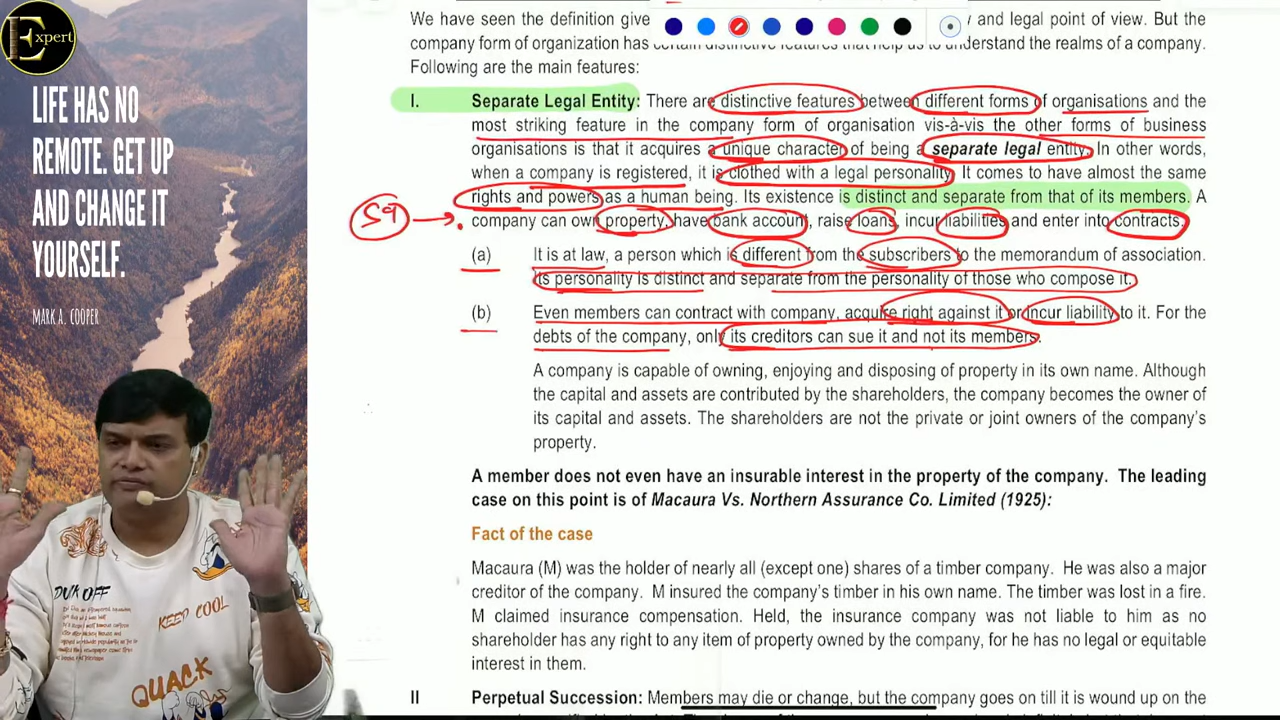 Expert
LIFE HAS NO
REMOTE. GET UP
AND CHANGE IT
YOURSELF.
MARK A. COOPER
We have seen the definition give and legal point of view. But the
company form of organization has certain distinctive features that help us to understand the realms of a company.
Following are the main features:
I. Separate Legal Entity: There are distinctive features between different forms of organisations and the
most striking feature in the company form of organisation vis-à-vis the other forms of business
organisations is that it acquires a unique character of being a separate legal entity. In other words,
when a company is registered, it is clothed with a legal personality. It comes to have almost the same
rights and powers as a human being. Its existence is distinct and separate from that of its members. A
company can own property, have bank account, raise loans, incur liabilities and enter into contracts.
(a) It is at law, a person which is different from the subscribers to the memorandum of association.
Its personality is distinct and separate from the personality of those who compose it.
(b) Even members can contract with company, acquire right against it or incur liability to it. For the
debts of the company, only its creditors can sue it and not its members.
A company is capable of owning, enjoying and disposing of property in its own name. Although
the capital and assets are contributed by the shareholders, the company becomes the owner of
its capital and assets. The shareholders are not the private or joint owners of the company's
property.
A member does not even have an insurable interest in the property of the company. The leading
case on this point is of Macaura Vs. Northern Assurance Co. Limited (1925):
Fact of the case
Macaura (M) was the holder of nearly all (except one) shares of a timber company. He was also a major
creditor of the company. M insured the company's timber in his own name. The timber was lost in a fire.
M claimed insurance compensation. Held, the insurance company was not liable to him as no
shareholder has any right to any item of property owned by the company, for he has no legal or equitable
interest in them.
II Perpetual Succession: Members may die or change, but the company goes on till it is wound up on the
KEEP COOL
QUACK